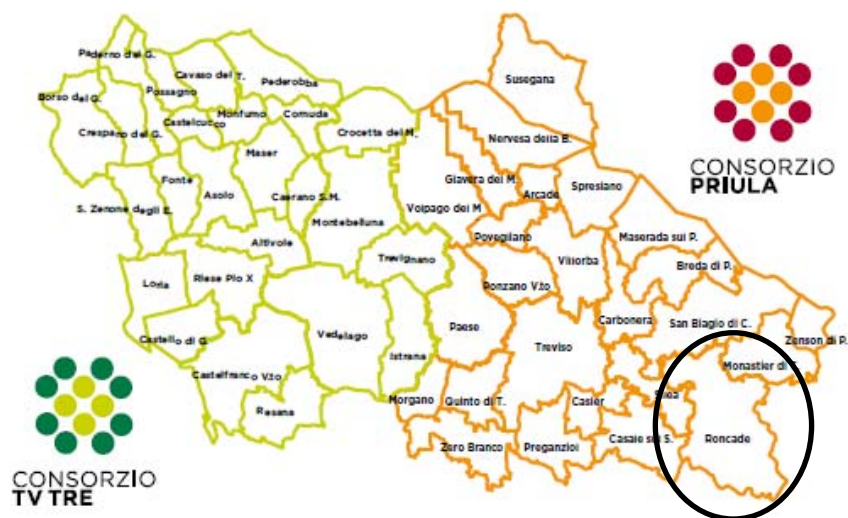 Paderno del G.
Cavaso del T.
Pederobba
Possagno
Borso del G.
Castelcucco
Monfumo
Cornuda
Crespano del G.
Crocetta del M.
Maser
Susegana
Nervesa della B.
CONSORZIO
PRIULA
Fonte
Asolo
Caerano S.M.
Giavera del M.
Arcade
Spresiano
S. Zenone degli E.
Montebelluna
Volpago del M
Altivole
Povegliano
Maserada sul P.
Trevignano
Villorba
Breda di P.
Loria
Riese Pio X
Ponzano V.to
Vedelago
Paese
Carbonera
San Biagio di C.
Castello di G.
Treviso
Zenson di P.
Istrana
Monastier di T.
Castelfranco V.to
Resana
Morgano
Quinto di T.
Casier
Silea
Zero Branco
Preganziol
Casale sul S.
Roncade
CONSORZIO
TV TRE